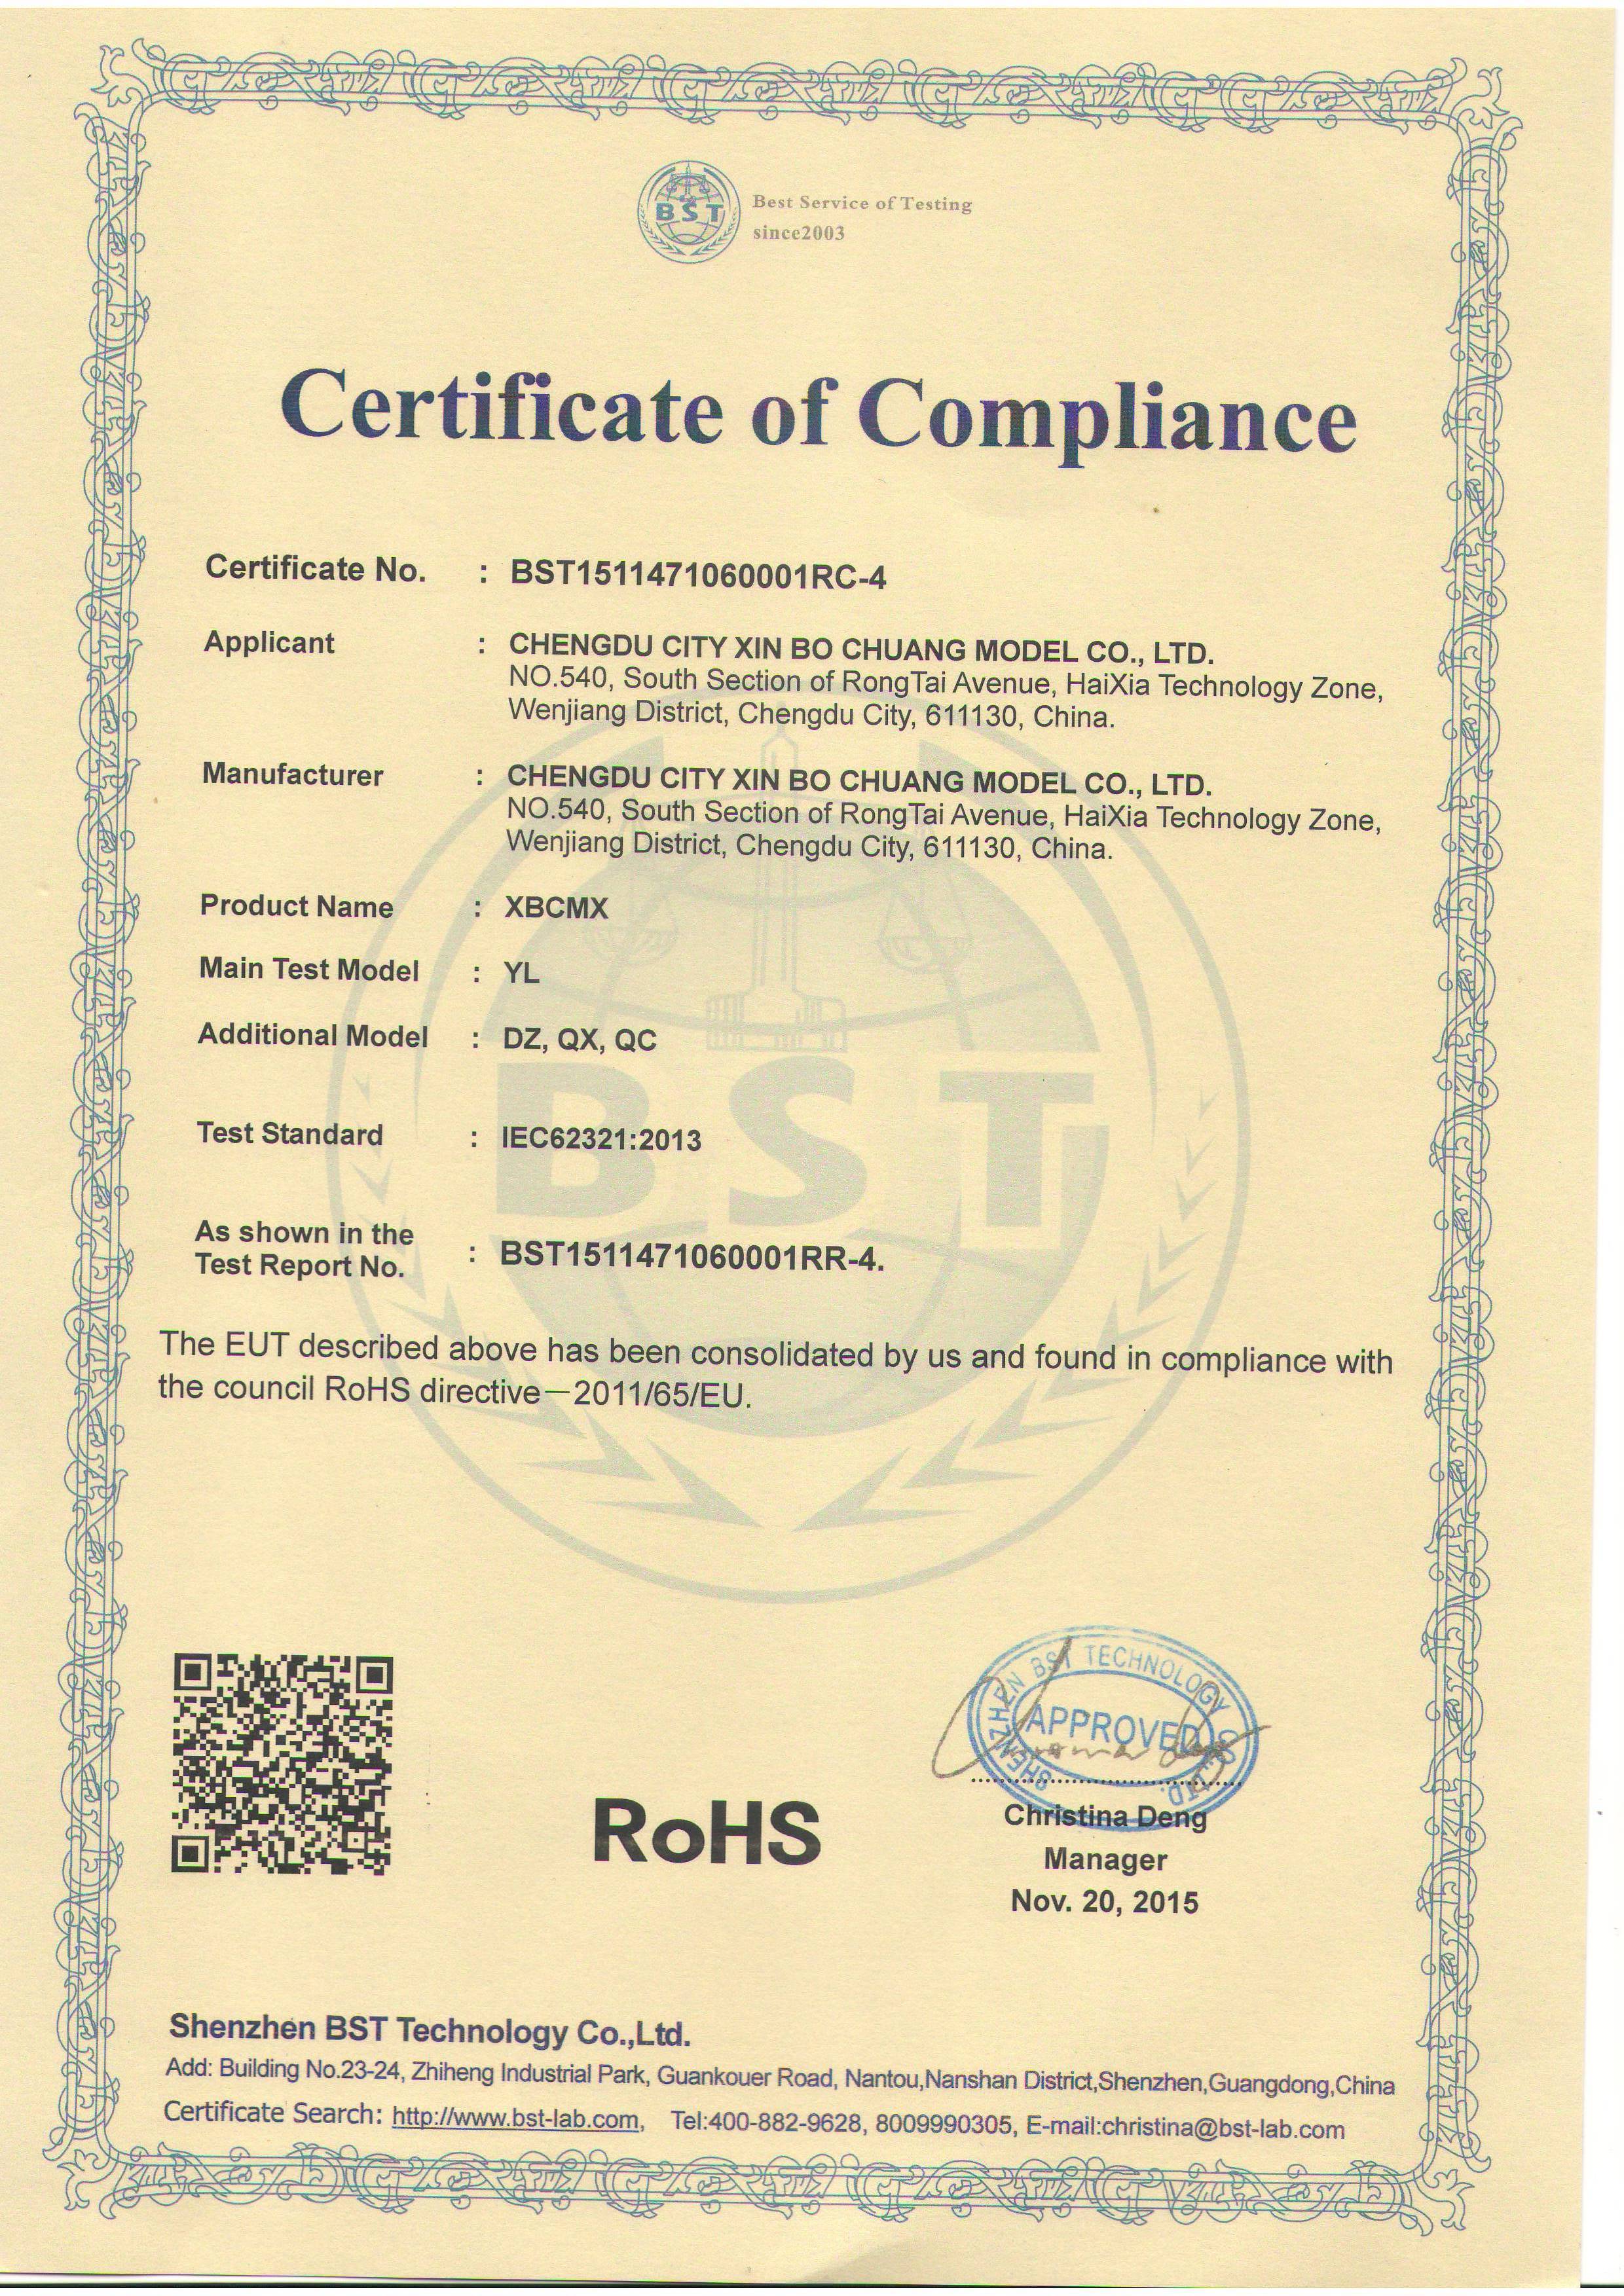 BST
Best Service of Testing
since2003
Certificate of Compliance
Certificate No. : BST1511471060001RC-4
Applicant : CHENGDU CITY XIN BO CHUANG MODEL CO., LTD.
NO.540, South Section of RongTai Avenue, HaiXia Technology Zone,
Wenjiang District, Chengdu City, 611130, China.
Manufacturer : CHENGDU CITY XIN BO CHUANG MODEL CO., LTD.
NO.540, South Section of RongTai Avenue, HaiXia Technology Zone,
Wenjiang District, Chengdu City, 611130, China.
Product Name : XBCMX
Main Test Model : YL
Additional Model : DZ, QX, QC
BST
Test Standard : IEC62321:2013
As shown in the
Test Report No. : BST1511471060001RR-4.
The EUT described above has been consolidated by us and found in compliance with
the council RoHS directive—2011/65/EU.
SHENZHEN BST TECHNOLOGY CO., LTD.
APPROVED
RoHS
Christina Deng
Manager
Nov. 20, 2015
Shenzhen BST Technology Co.,Ltd.
Add: Building No.23-24, Zhiheng Industrial Park, Guankouer Road, Nantou,Nanshan District,Shenzhen,Guangdong,China
Certificate Search: http://www.bst-lab.com, Tel:400-882-9628, 8009990305, E-mail:christina@bst-lab.com